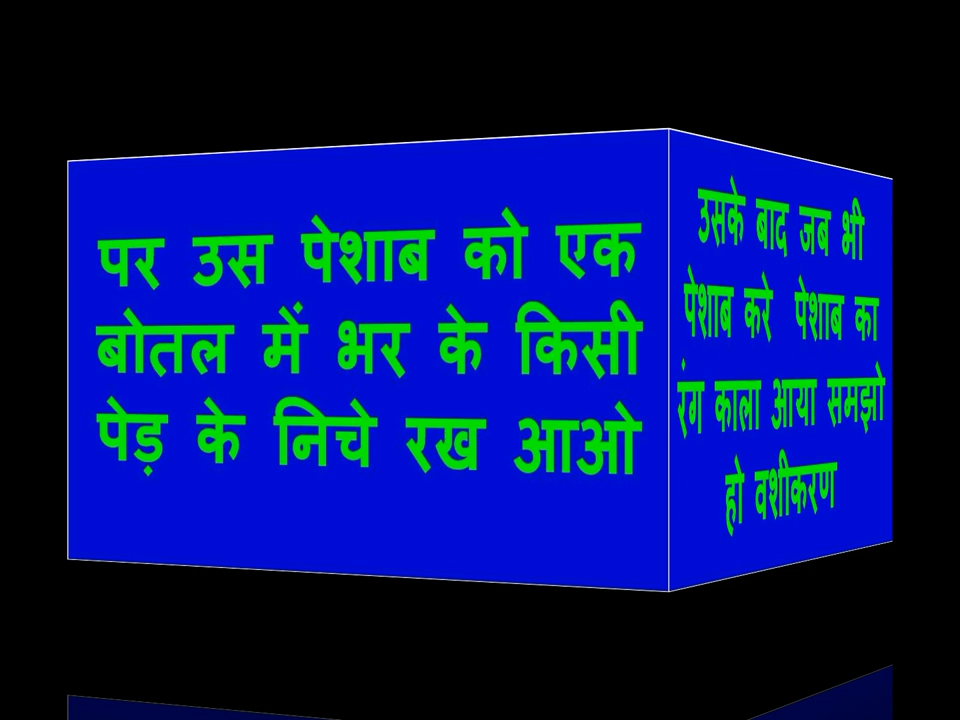 पर उस पेशाब को एक
बोतल में भर के किसी
पेड़ के निचे रख आओ
उसके बाद जब भी
पेशाब करे पेशाब का
रंग काला आया समझो
हो वशीकरण